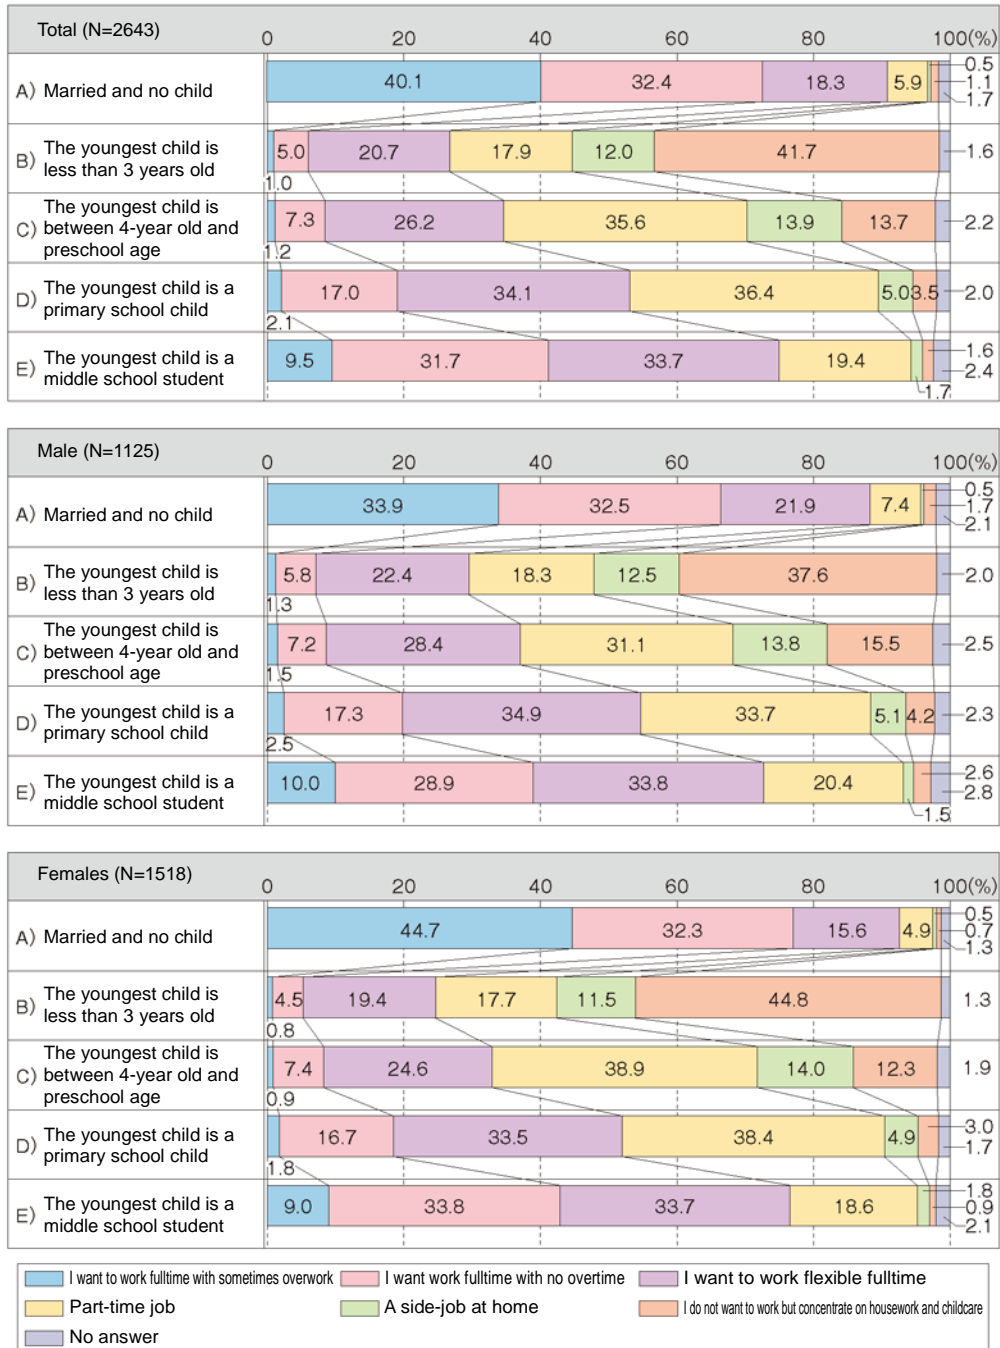 Total (N=2643)
0 20 40 60 80 100(%)
A) Married and no child
40.1 32.4 18.3 5.9 0.5 1.1 1.7
B) The youngest child is
less than 3 years old
1.0 5.0 20.7 17.9 12.0 41.7 1.6
C) The youngest child is
between 4-year old and
preschool age
1.2 7.3 26.2 35.6 13.9 13.7 2.2
D) The youngest child is a
primary school child
2.1 17.0 34.1 36.4 5.0 3.5 2.0
E) The youngest child is a
middle school student
9.5 31.7 33.7 19.4 1.7 1.6 2.4
Male (N=1125)
0 20 40 60 80 100(%)
A) Married and no child
33.9 32.5 21.9 7.4 0.5 1.7 2.1
B) The youngest child is
less than 3 years old
1.3 5.8 22.4 18.3 12.5 37.6 2.0
C) The youngest child is
between 4-year old and
preschool age
1.5 7.2 28.4 31.1 13.8 15.5 2.5
D) The youngest child is a
primary school child
2.5 17.3 34.9 33.7 5.1 4.2 2.3
E) The youngest child is a
middle school student
10.0 28.9 33.8 20.4 1.5 2.6 2.8
Females (N=1518)
0 20 40 60 80 100(%)
A) Married and no child
44.7 32.3 15.6 4.9 0.5 0.7 1.3
B) The youngest child is
less than 3 years old
0.8 4.5 19.4 17.7 11.5 44.8 1.3
C) The youngest child is
between 4-year old and
preschool age
0.9 7.4 24.6 38.9 14.0 12.3 1.9
D) The youngest child is a
primary school child
1.8 16.7 33.5 38.4 4.9 3.0 1.7
E) The youngest child is a
middle school student
9.0 33.8 33.7 18.6 1.8 0.9 2.1
I want to work fulltime with sometimes overwork
I want work fulltime with no overtime
I want to work flexible fulltime
Part-time job
A side-job at home
I do not want to work but concentrate on housework and childcare
No answer